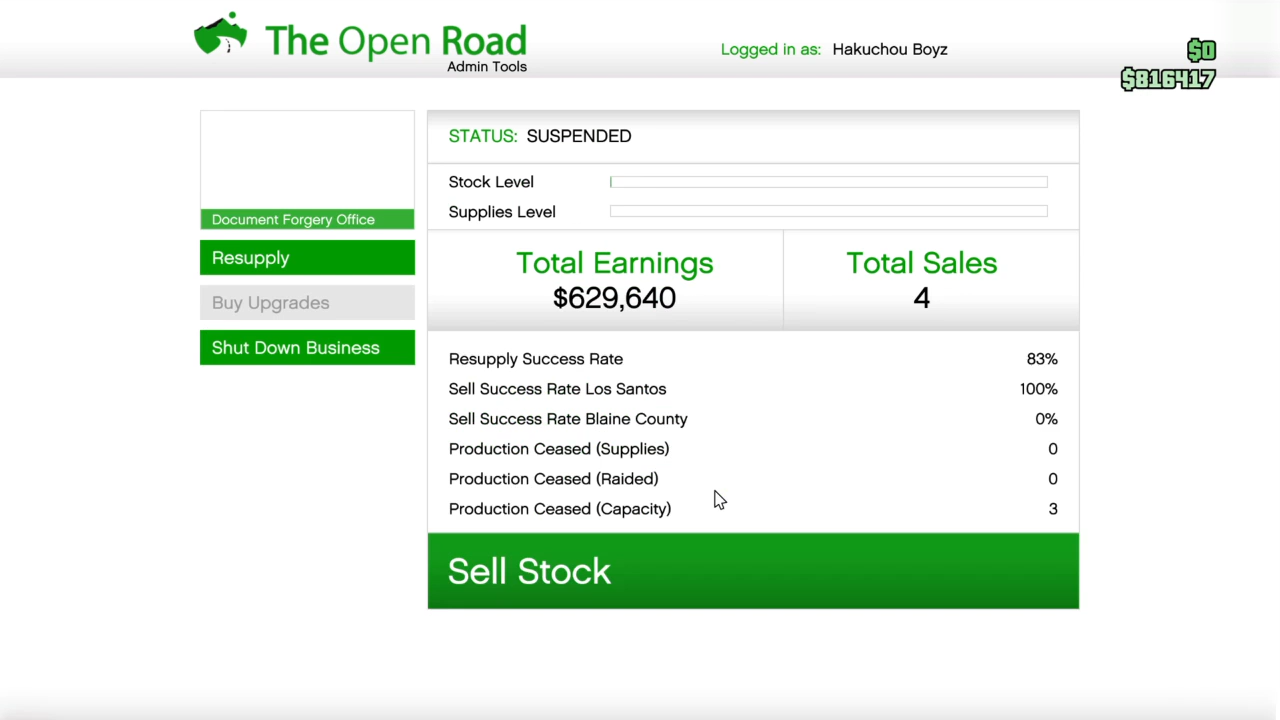 The Open Road
Admin Tools
Logged in as: Hakuchou Boyz
$0
$816417
Document Forgery Office
Resupply
Buy Upgrades
Shut Down Business
STATUS: SUSPENDED
Stock Level
Supplies Level
Total Earnings
$629,640
Total Sales
4
Resupply Success Rate 83%
Sell Success Rate Los Santos 100%
Sell Success Rate Blaine County 0%
Production Ceased (Supplies) 0
Production Ceased (Raided) 0
Production Ceased (Capacity) 3
Sell Stock